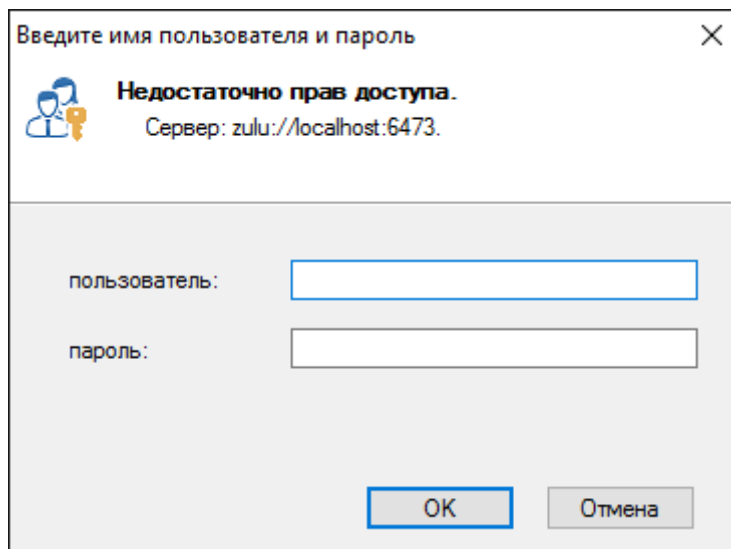 Введите имя пользователя и пароль
Недостаточно прав доступа.
Сервер: zulu://localhost:6473.
пользователь:
пароль:
OK
Отмена